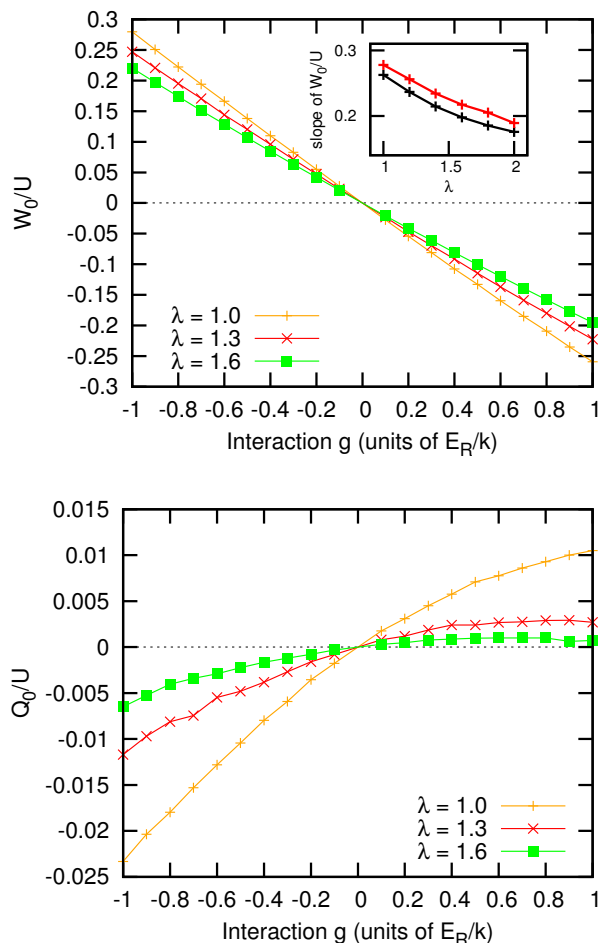 0.3
0.25
0.2
0.15
0.1
0.05
0
-0.05
-0.1
-0.15
-0.2
-0.25
-0.3
W0/U
slope of W0/U
0.3
0.2
1 1.5 2
λ
λ = 1.0
λ = 1.3
λ = 1.6
-1 -0.8 -0.6 -0.4 -0.2 0 0.2 0.4 0.6 0.8 1
Interaction g (units of ER/k)
0.015
0.01
0.005
0
-0.005
-0.01
-0.015
-0.02
-0.025
Q0/U
λ = 1.0
λ = 1.3
λ = 1.6
-1 -0.8 -0.6 -0.4 -0.2 0 0.2 0.4 0.6 0.8 1
Interaction g (units of ER/k)